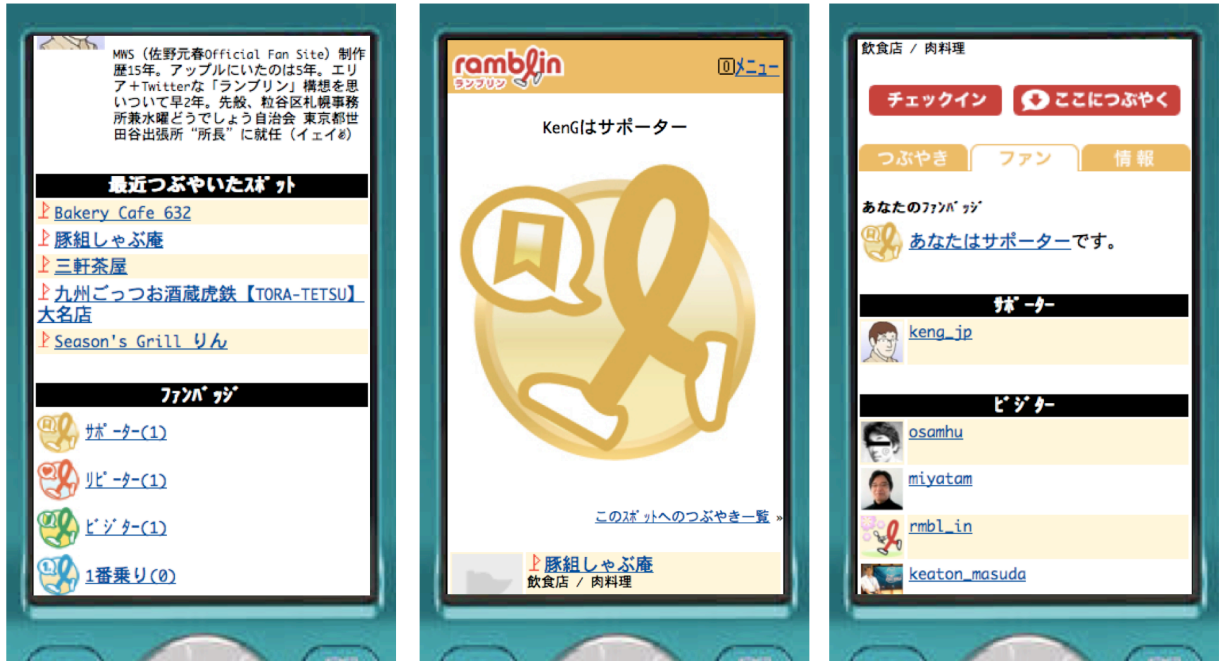 MWS（佐野元春Official Fan Site）制作
歴15年。アップルにいたのは5年。エリ
ア＋Twitterな「ランブリン」構想を思
いついて早2年。先般、粒谷区札幌事務
所兼水曜どうでしょう自治会 東京都世
田谷出張所“所長”に就任（イェイ✌）
最近つぶやいたｽﾎﾟｯﾄ
Bakery Cafe 632
豚組しゃぶ庵
三軒茶屋
九州ごっつお酒蔵虎鉄【TORA-TETSU】
大名店
Season's Grill りん
ﾌｧﾝﾊﾞｯｼﾞ
ｻﾎﾟｰﾀｰ(1)
ﾘﾋﾟｰﾀｰ(1)
ﾋﾞｼﾞﾀｰ(1)
1番乗り(0)
ramblin
ランブリン
0ﾒﾆｭｰ
KenGはサポーター
このｽﾎﾟｯﾄへのつぶやき一覧 »
豚組しゃぶ庵
飲食店 / 肉料理
飲食店 / 肉料理
チェックイン
ここにつぶやく
つぶやき
ファン
情報
あなたのﾌｧﾝﾊﾞｯｼﾞ
あなたはサポーターです。
ｻﾎﾟｰﾀｰ
keng_jp
ﾋﾞｼﾞﾀｰ
osamhu
miyatam
rmbl_in
keaton_masuda